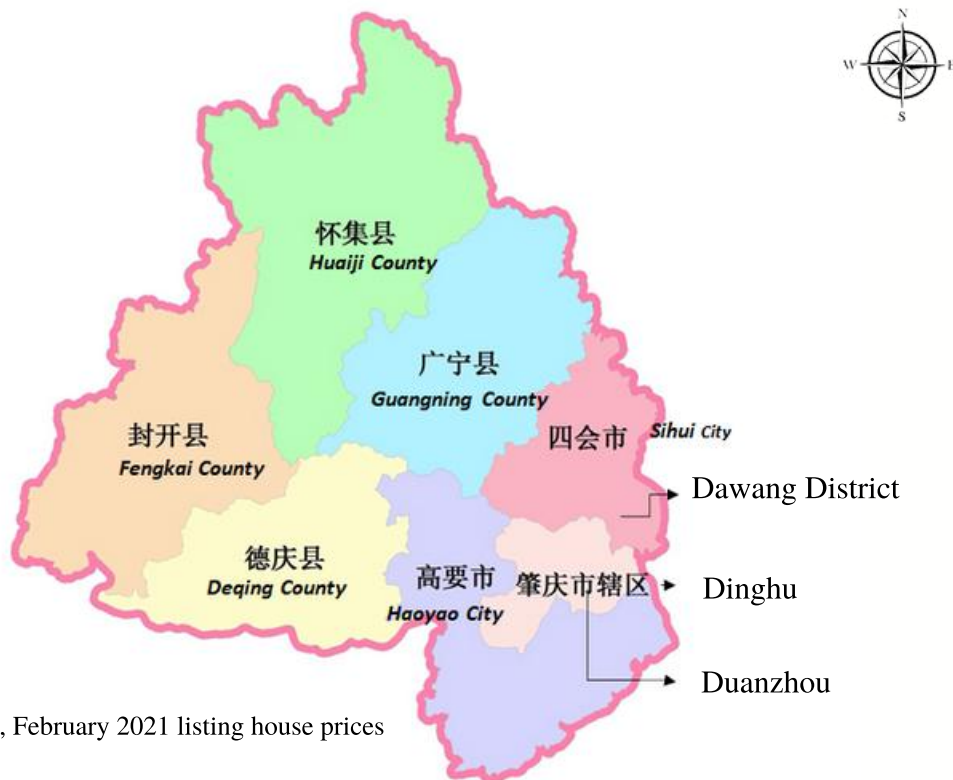 N
W
E
S
怀集县
Huaiji County
广宁县
Guangning County
四会市
Sihui City
封开县
Fengkai County
Dawang District
德庆县
Deqing County
高要市
Haoyao City
肇庆市辖区
Dinghu
Duanzhou
, February 2021 listing house prices